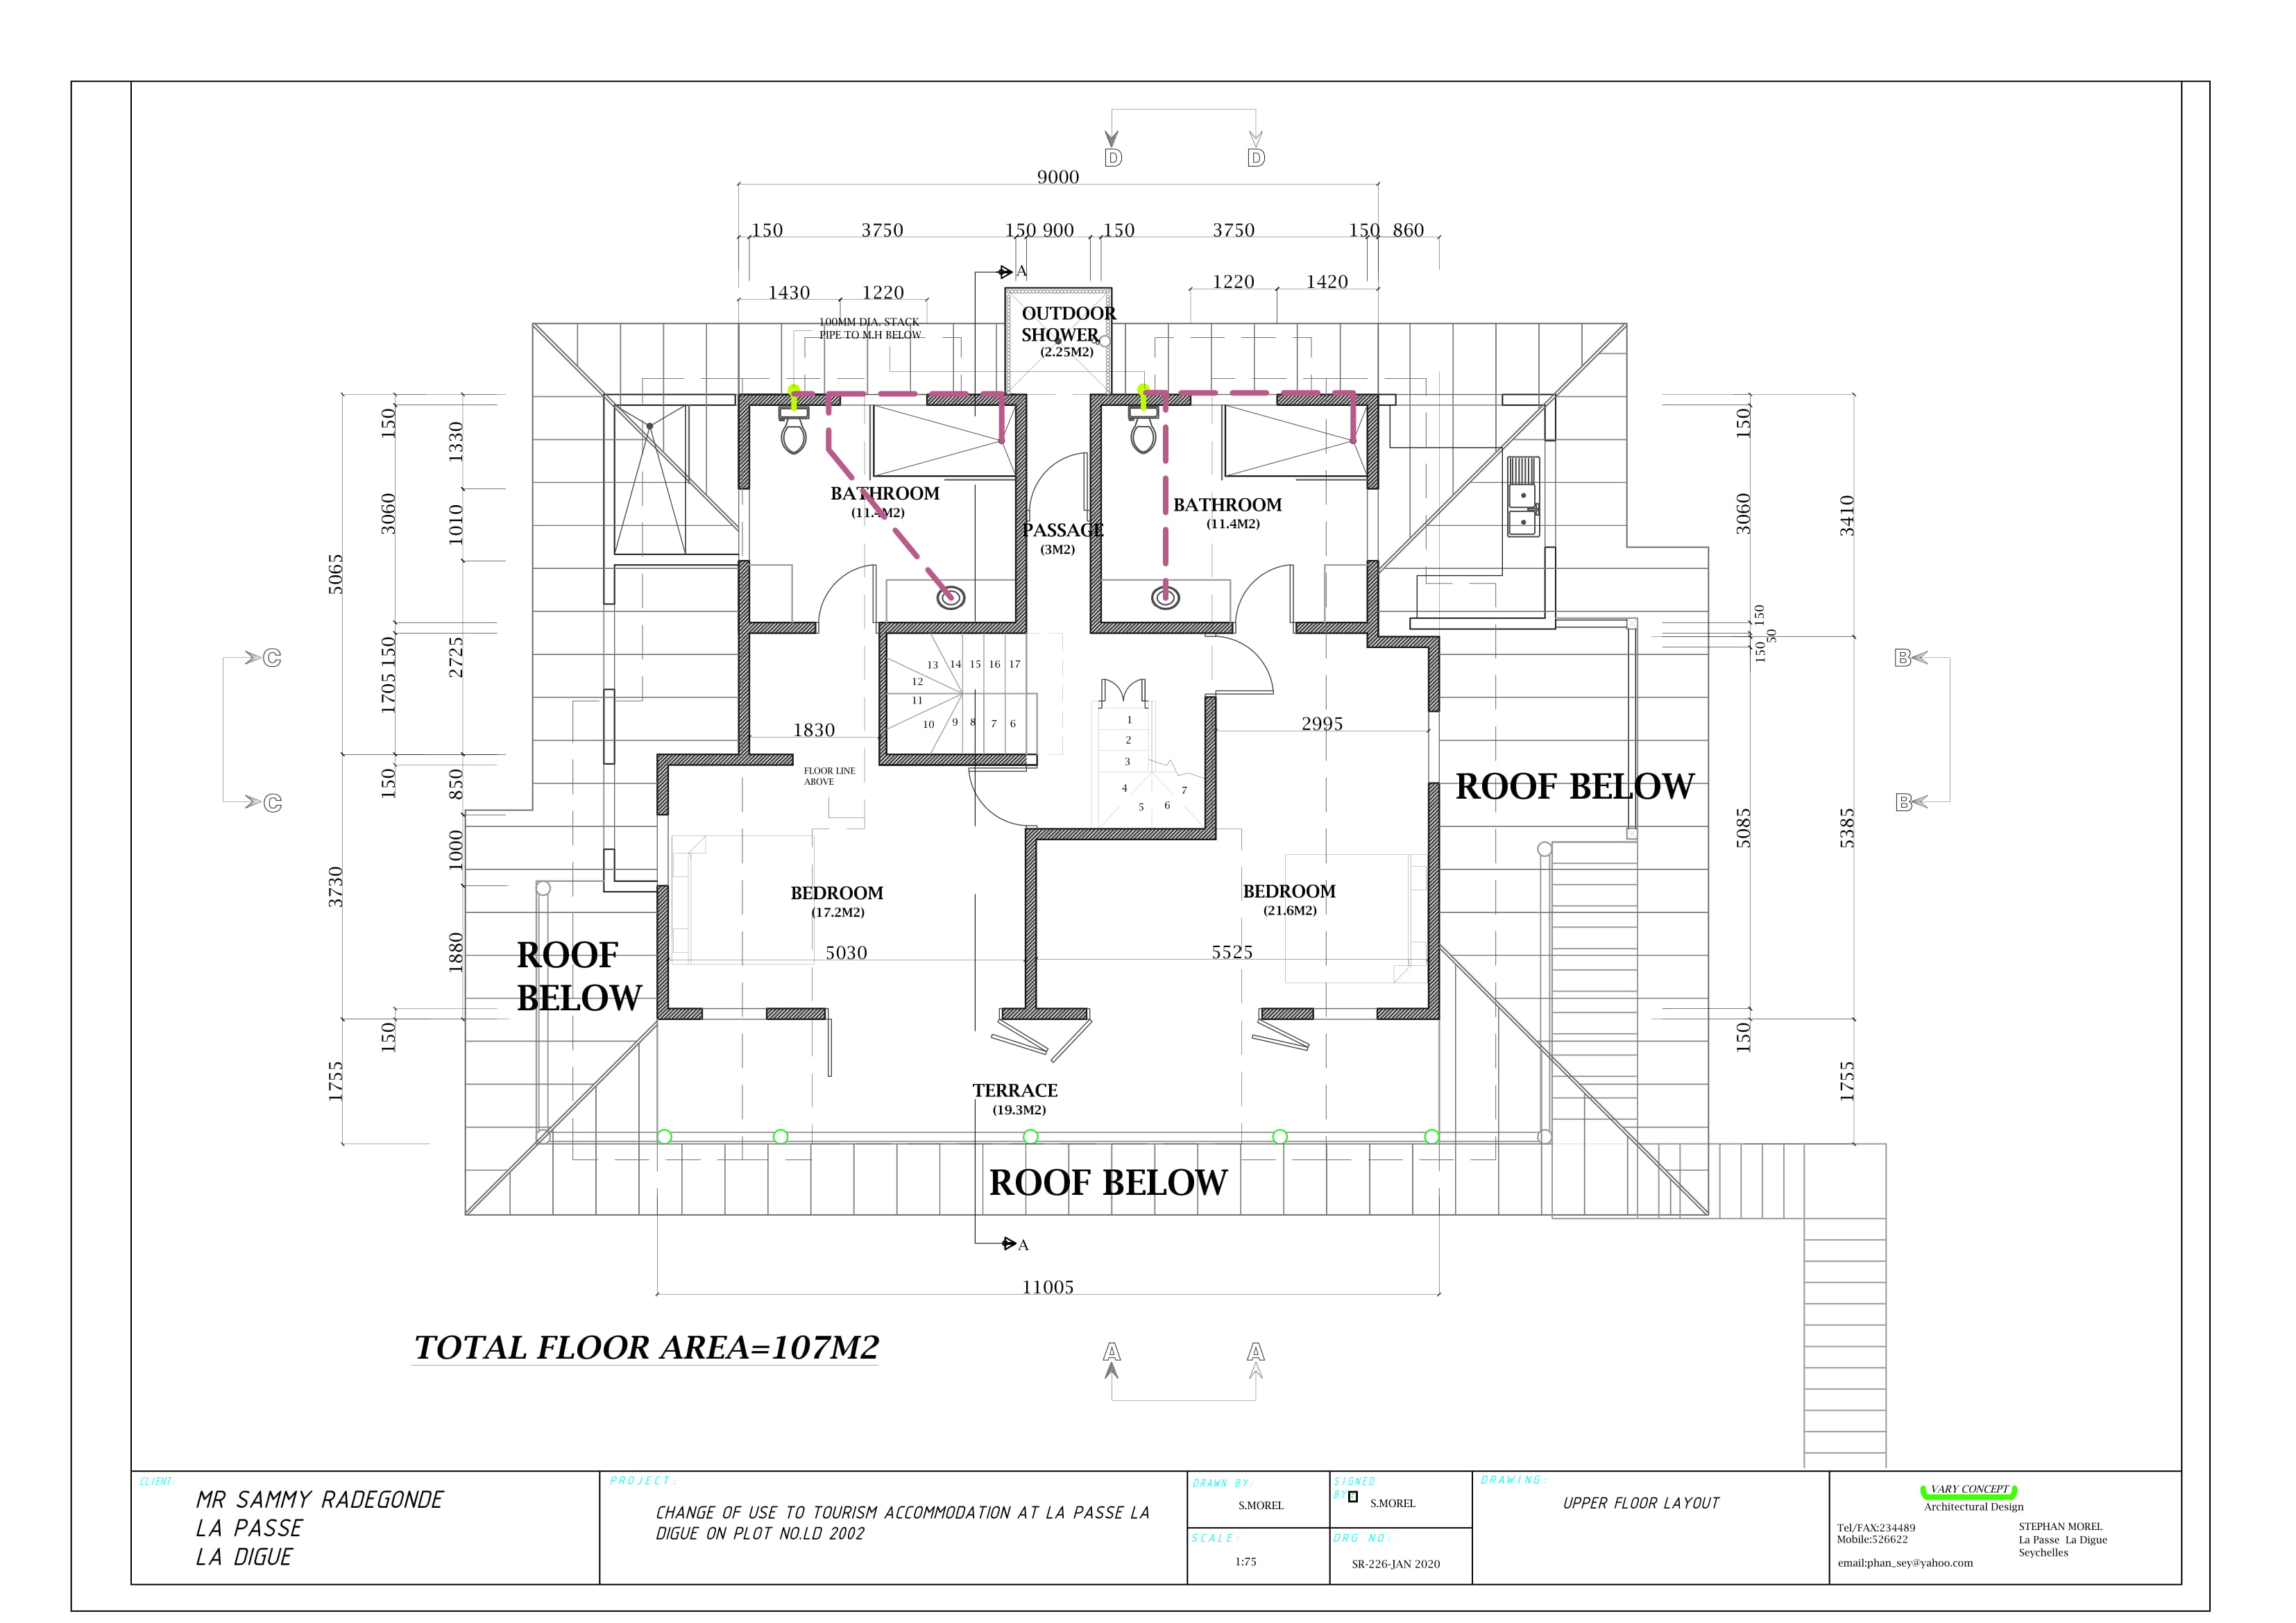 D D
9000
150 3750 150 900 150 3750 150 860
A
1220 1420
1430 1220
100MM DIA. STACK
PIPE TO M.H BELOW
OUTDOOR
SHOWER
(2.25M2)
150 1330 150
BATHROOM
(11.4M2)
BATHROOM
(11.4M2)
PASSAGE
(3M2)
3060 1010 3060 3410
5065
150
50
150
C
B
1705 150 2725
13 14 15 16 17
12
11
10 9 8 7 6
1830
2995
1
2
3
4
5 6 7
FLOOR LINE
ABOVE
150 850
ROOF BELOW
C
B
1000 5085 5385
3730
BEDROOM
(17.2M2)
BEDROOM
(21.6M2)
5030
5525
1880
ROOF
BELOW
150 150
1755 1755
TERRACE
(19.3M2)
ROOF BELOW
A
11005
TOTAL FLOOR AREA=107M2
A A
CLIENT
MR SAMMY RADEGONDE
LA PASSE
LA DIGUE
PROJECT:
CHANGE OF USE TO TOURISM ACCOMMODATION AT LA PASSE LA
DIGUE ON PLOT NO.LD 2002
DRAWN BY:
S.MOREL
SIGNED
BY
S.MOREL
SCALE:
1:75
DRG NO:
SR-226-JAN 2020
DRAWING:
UPPER FLOOR LAYOUT
VARY CONCEPT
Architectural Design
Tel/FAX:234489
Mobile:526622
email:phan_sey@yahoo.com
STEPHAN MOREL
La Passe La Digue
Seychelles